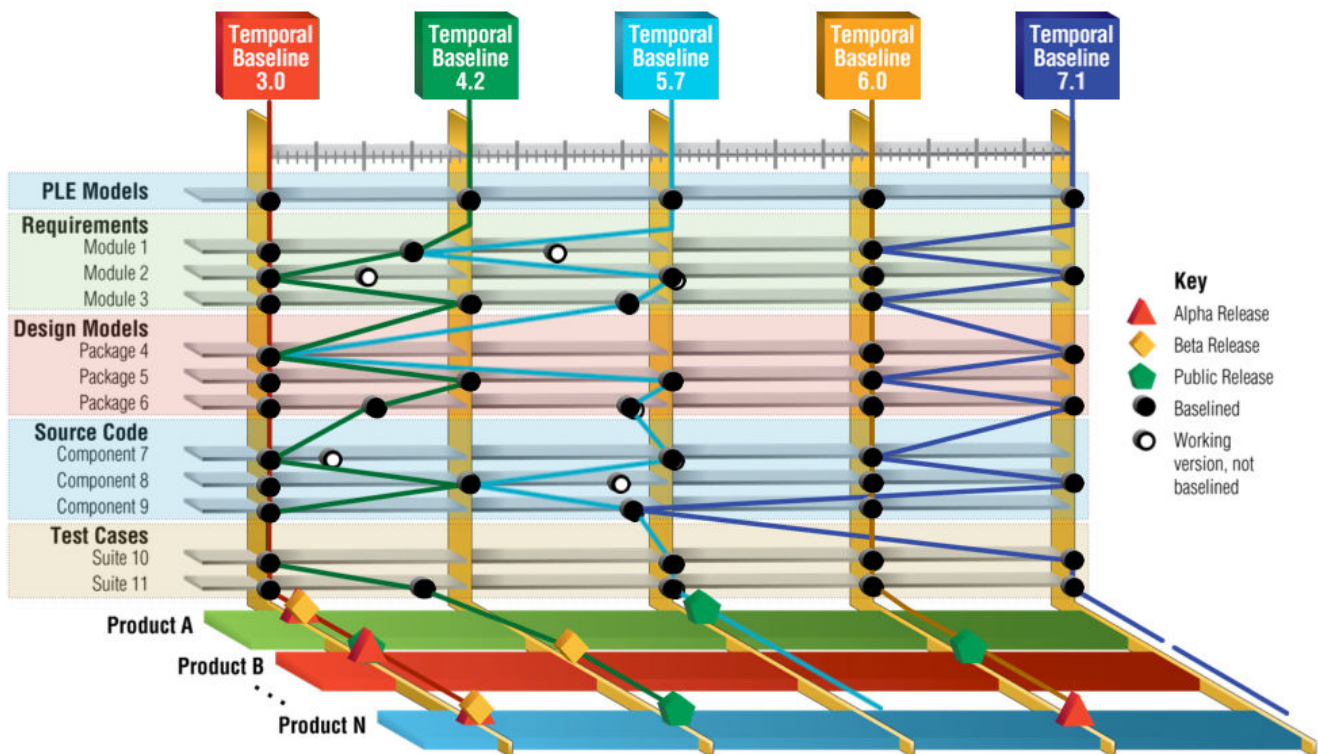 Temporal
Baseline
3.0
Temporal
Baseline
4.2
Temporal
Baseline
5.7
Temporal
Baseline
6.0
Temporal
Baseline
7.1
PLE Models
Requirements
Module 1
Module 2
Module 3
Design Models
Package 4
Package 5
Package 6
Source Code
Component 7
Component 8
Component 9
Test Cases
Suite 10
Suite 11
Product A
Product B
Product N
Key
Alpha Release
Beta Release
Public Release
Baselined
Working
version, not
baselined